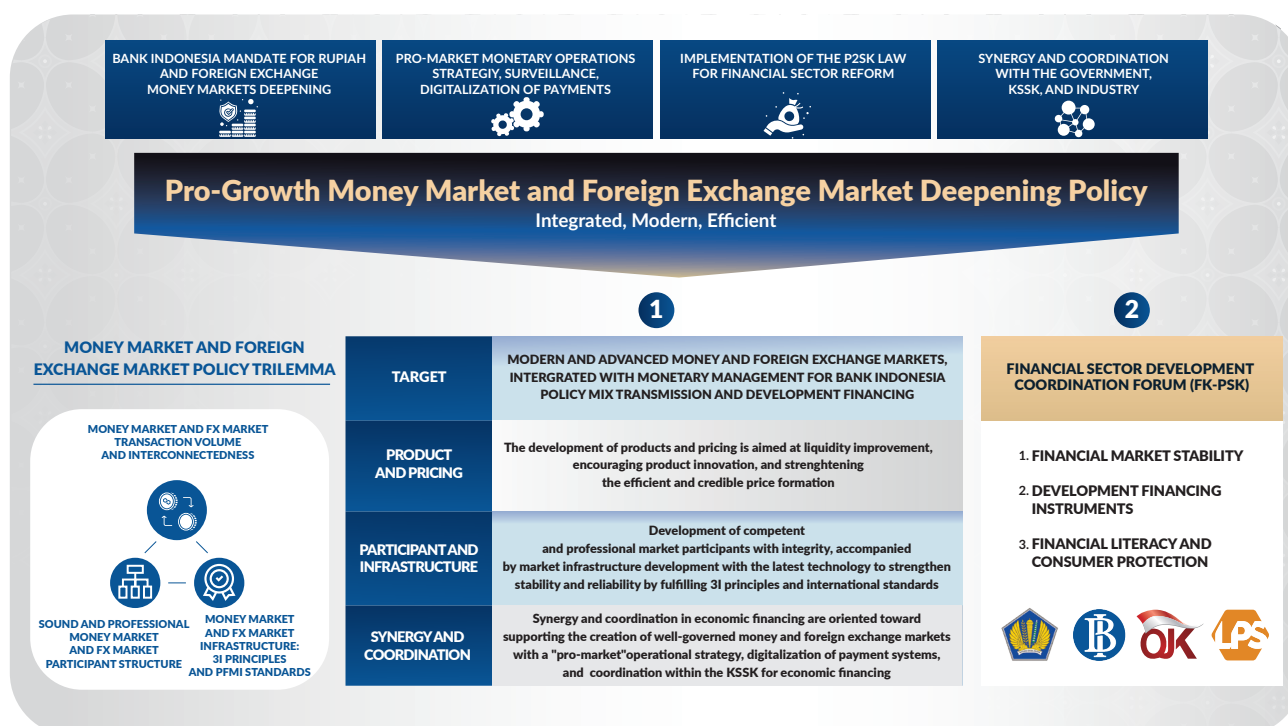 BANK INDONESIA MANDATE FOR RUPIAH
AND FOREIGN EXCHANGE
MONEY MARKETS DEEPENING
PRO-MARKET MONETARY OPERATIONS
STRATEGIY, SURVEILLANCE,
DIGITALIZATION OF PAYMENTS
IMPLEMENTATION OF THE P2SK LAW
FOR FINANCIAL SECTOR REFORM
SYNERGY AND COORDINATION
WITH THE GOVERNMENT,
KSSK, AND INDUSTRY
Pro-Growth Money Market and Foreign Exchange Market Deepening Policy
Integrated, Modern, Efficient
MONEY MARKET AND FOREIGN
EXCHANGE MARKET POLICY TRILEMMA
MONEY MARKET AND FX MARKET
TRANSACTION VOLUME
AND INTERCONNECTEDNESS
SOUND AND PROFESSIONAL
MONEY MARKET
AND FX MARKET
PARTICIPANT STRUCTURE
MONEY MARKET
AND FX MARKET
INFRASTRUCTURE:
3I PRINCIPLES
AND PFMI STANDARDS
1
TARGET
MODERN AND ADVANCED MONEY AND FOREIGN EXCHANGE MARKETS,
INTERGRATED WITH MONETARY MANAGEMENT FOR BANK INDONESIA
POLICY MIX TRANSMISSION AND DEVELOPMENT FINANCING
PRODUCT
AND PRICING
The development of products and pricing is aimed at liquidity improvement,
encouraging product innovation, and strenghtening
the efficient and credible price formation
PARTICIPANT AND
INFRASTRUCTURE
Development of competent
and professional market participants with integrity, accompanied
by market infrastructure development with the latest technology to strengthen
stability and reliability by fulfilling 3I principles and international standards
SYNERGY AND
COORDINATION
Synergy and coordination in economic financing are oriented toward
supporting the creation of well-governed money and foreign exchange markets
with a "pro-market"operational strategy, digitalization of payment systems,
and coordination within the KSSK for economic financing
2
FINANCIAL SECTOR DEVELOPMENT
COORDINATION FORUM (FK-PSK)
1. FINANCIAL MARKET STABILITY
2. DEVELOPMENT FINANCING
INSTRUMENTS
3. FINANCIAL LITERACY AND
CONSUMER PROTECTION
BI
OJK
LPS